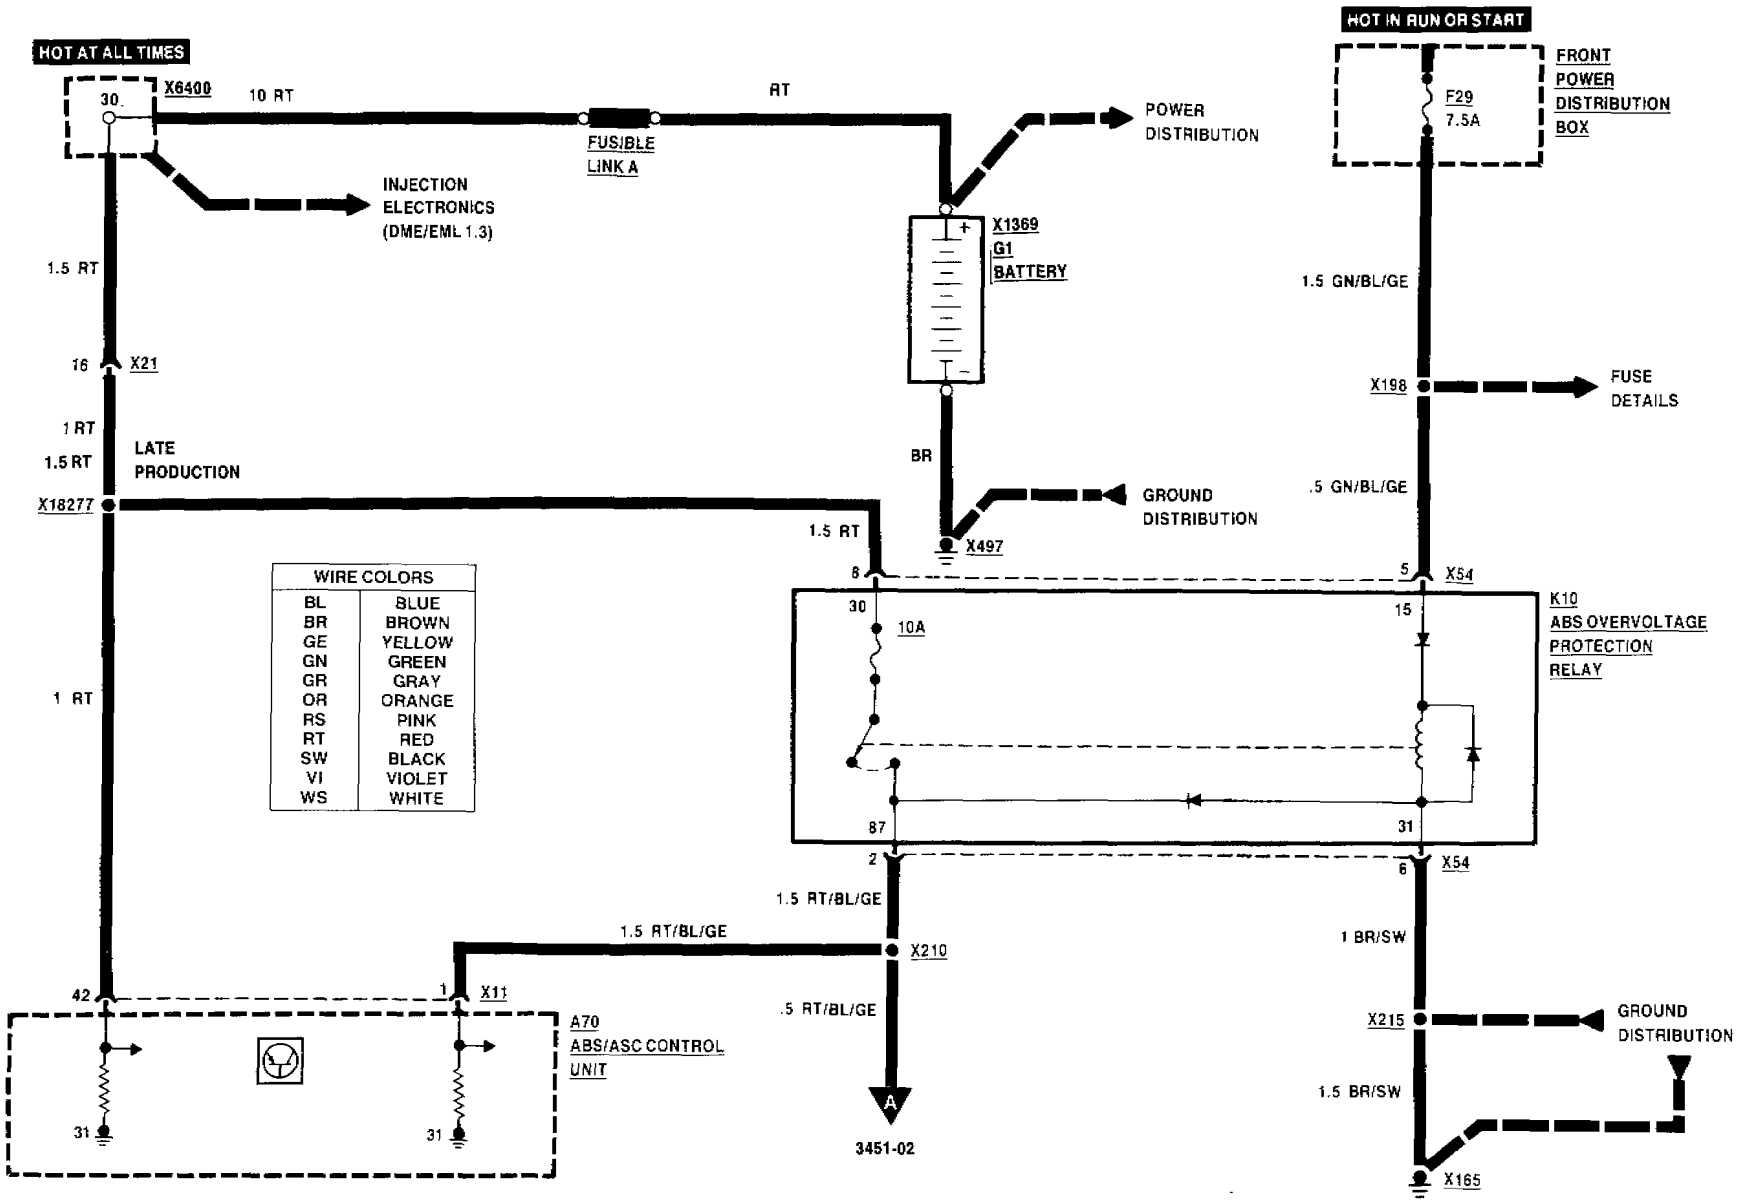 HOT IN RUN OR START
HOT AT ALL TIMES
X6400
30
10 RT
FUSIBLE
LINK A
RT
POWER
DISTRIBUTION
F29
7.5A
FRONT
POWER
DISTRIBUTION
BOX
INJECTION
ELECTRONICS
(DME/EML 1.3)
X1369
G1
BATTERY
+
–
1.5 RT
1.5 GN/BL/GE
16
X21
X198
FUSE
DETAILS
1 RT
1.5 RT
LATE
PRODUCTION
X18277
BR
GROUND
DISTRIBUTION
X497
.5 GN/BL/GE
1.5 RT
8
5
X54
WIRE COLORS
BL BLUE
BR BROWN
GE YELLOW
GN GREEN
GR GRAY
OR ORANGE
RS PINK
RT RED
SW BLACK
VI VIOLET
WS WHITE
1 RT
30
10A
15
K10
ABS OVERVOLTAGE
PROTECTION
RELAY
87
31
2
6
X54
1.5 RT/BL/GE
1.5 RT/BL/GE
X210
1 BR/SW
42
1
X11
.5 RT/BL/GE
X215
GROUND
DISTRIBUTION
A70
ABS/ASC CONTROL
UNIT
31
31
A
3451-02
1.5 BR/SW
X165